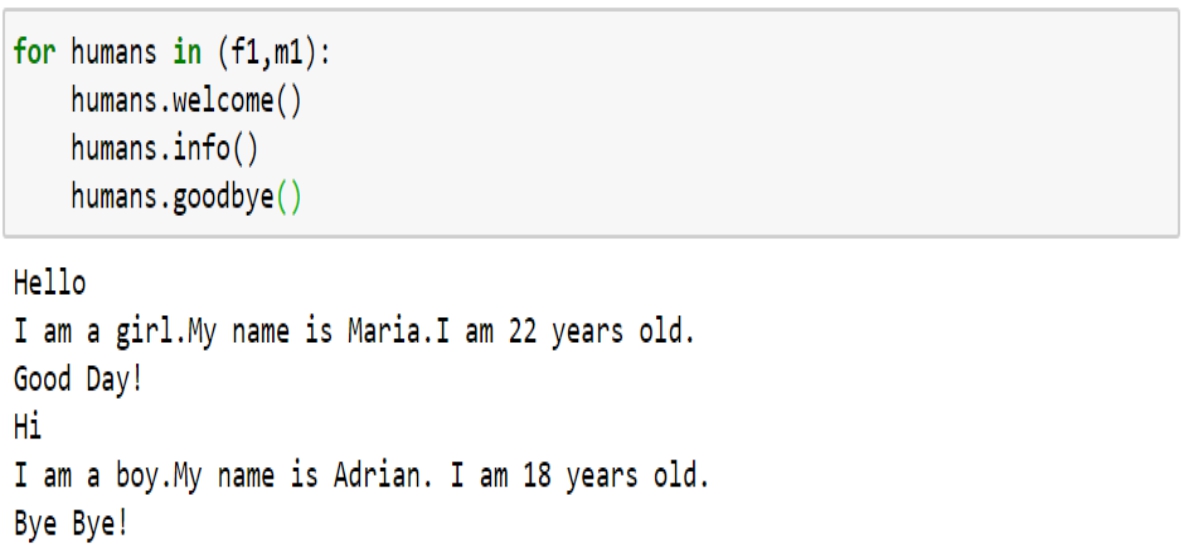 for humans in (f1,m1):
    humans.welcome()
    humans.info()
    humans.goodbye()
Hello
I am a girl.My name is Maria.I am 22 years old.
Good Day!
Hi
I am a boy.My name is Adrian. I am 18 years old.
Bye Bye!